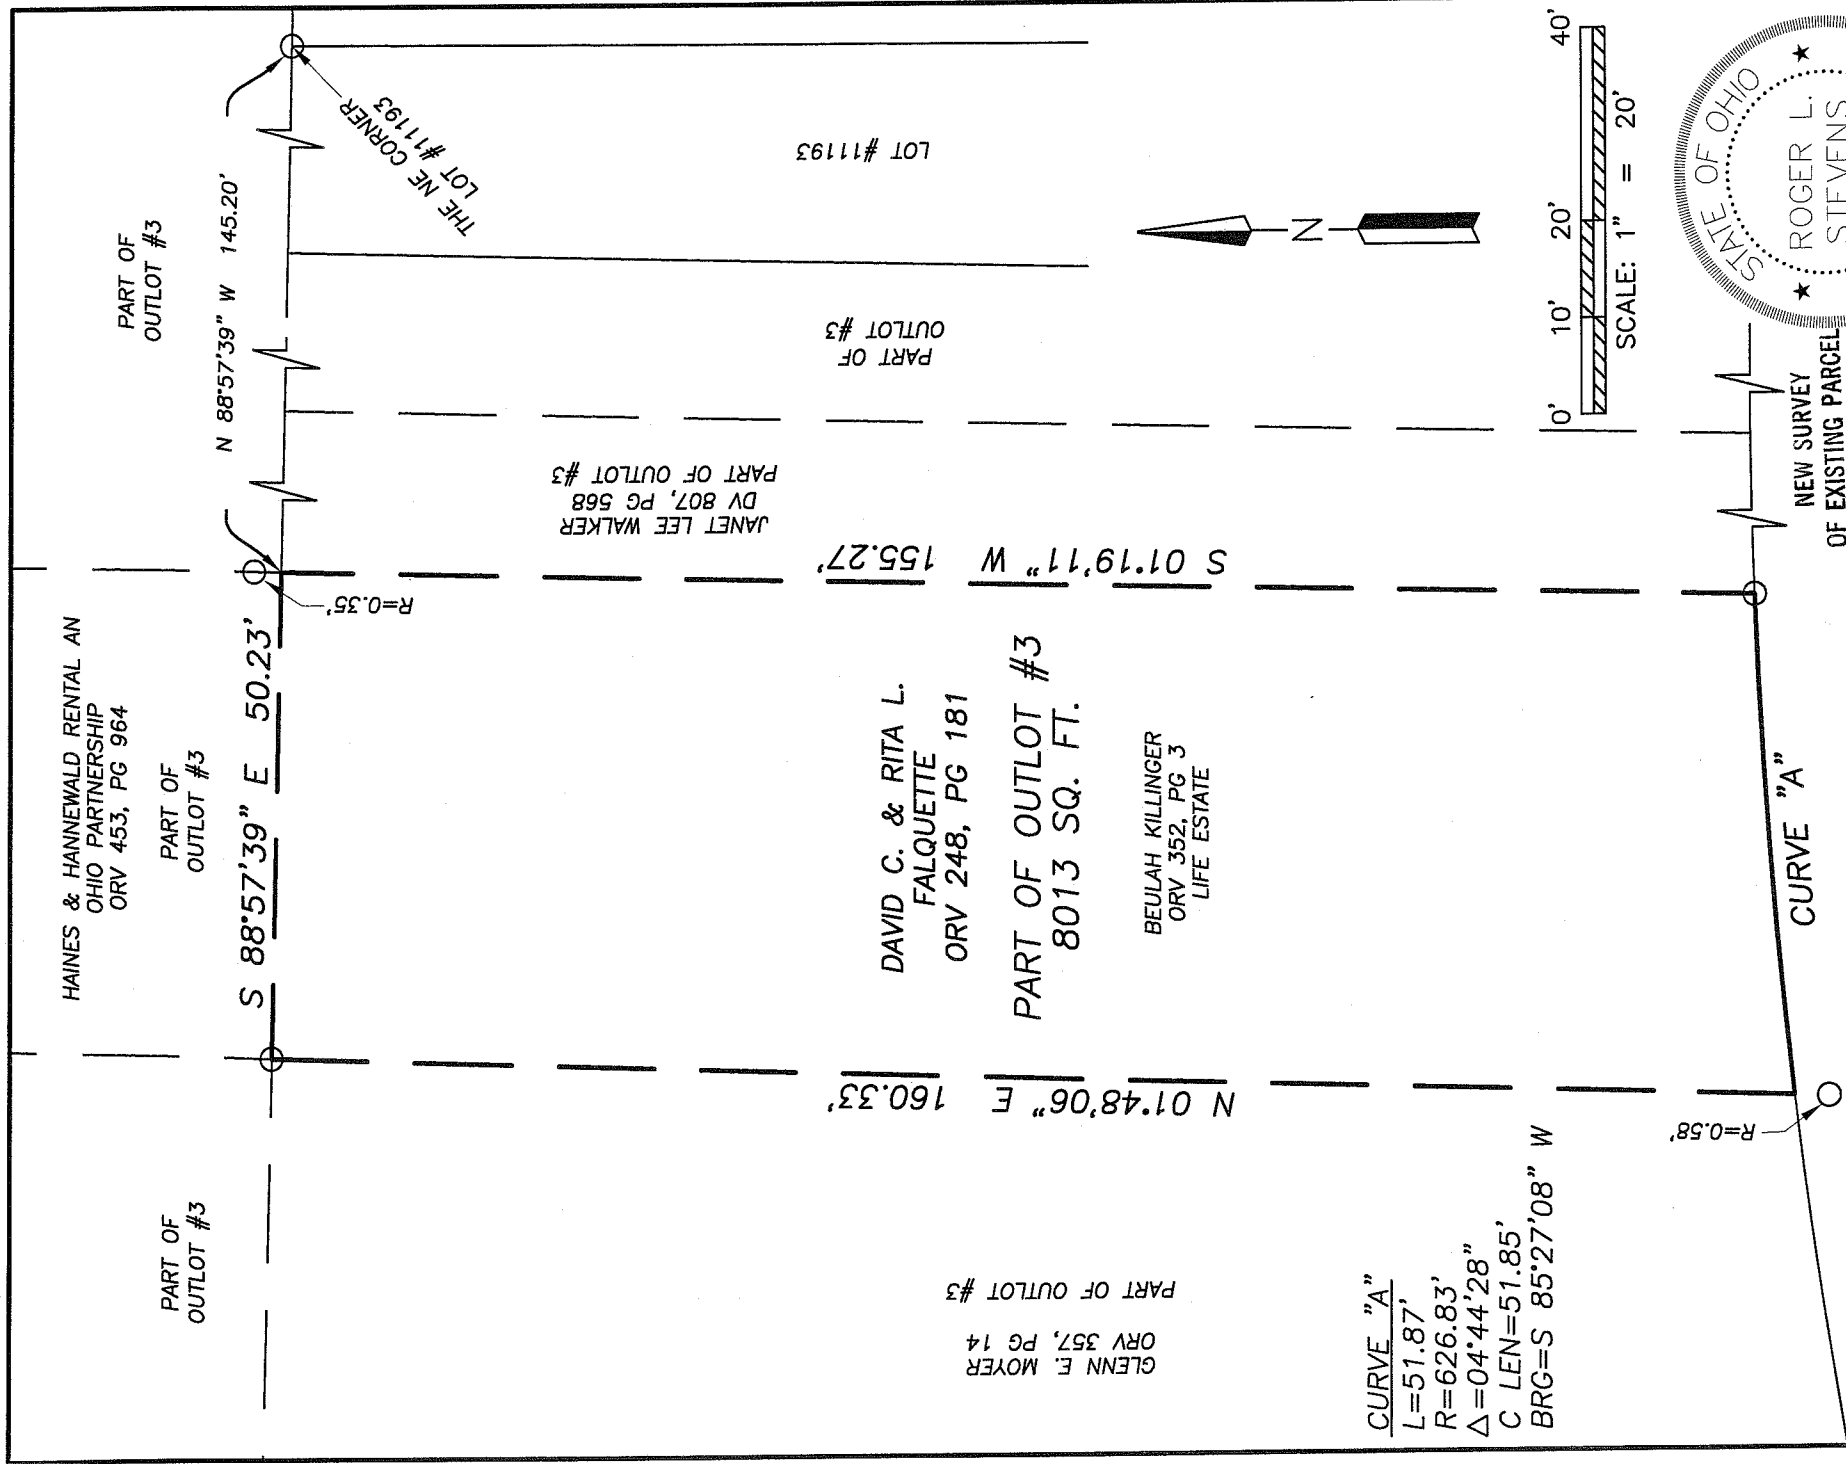 HAINES & HANNEWALD RENTAL AN
OHIO PARTNERSHIP
ORV 453, PG 964
PART OF
OUTLOT #3
PART OF
OUTLOT #3
PART OF
OUTLOT #3
S 88°57'39" E 50.23'
N 88°57'39" W 145.20'
THE NE CORNER
LOT #11193
R=0.35'
LOT #11193
PART OF
OUTLOT #3
JANET LEE WALKER
DV 807, PG 568
PART OF OUTLOT #3
S 01°19'11" W 155.27'
DAVID C. & RITA L.
FALQUETTE
ORV 248, PG 181
PART OF OUTLOT #3
8013 SQ. FT.
BEULAH KILLINGER
ORV 352, PG 3
LIFE ESTATE
N 01°48'06" E 160.33'
GLENN E. MOYER
ORV 357, PG 14
PART OF OUTLOT #3
R=0.58'
CURVE "A"
CURVE "A"
L=51.87'
R=626.83'
Δ=04°44'28"
C LEN=51.85'
BRG=S 85°27'08" W
N
0' 10' 20' 40'
SCALE: 1" = 20'
NEW SURVEY
OF EXISTING PARCEL
STATE OF OHIO
ROGER L.
STEVENS